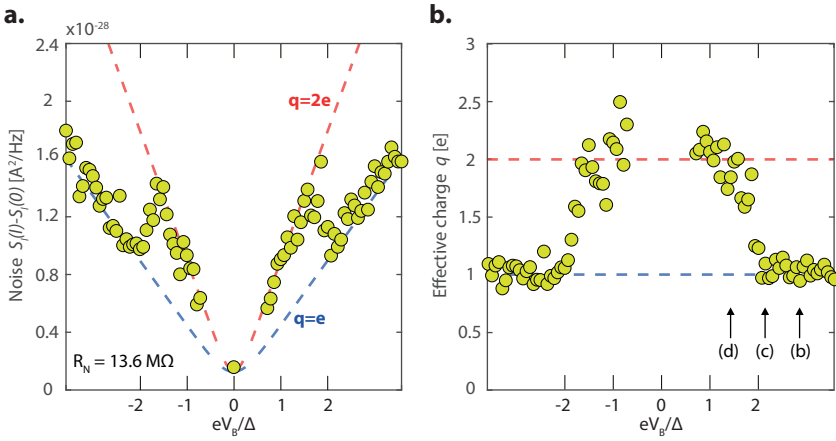 a.
x10⁻²⁸
2.4
2
1.6
1.2
0.8
0.4
0
Noise Sᵢ(I)-Sᵢ(0) [A²/Hz]
q=2e
q=e
R_N = 13.6 MΩ
-2
-1
0
1
2
eV_B/Δ
b.
3
2.5
2
1.5
1
0.5
0
Effective charge q [e]
(d)
(c)
(b)
-2
-1
0
1
2
eV_B/Δ